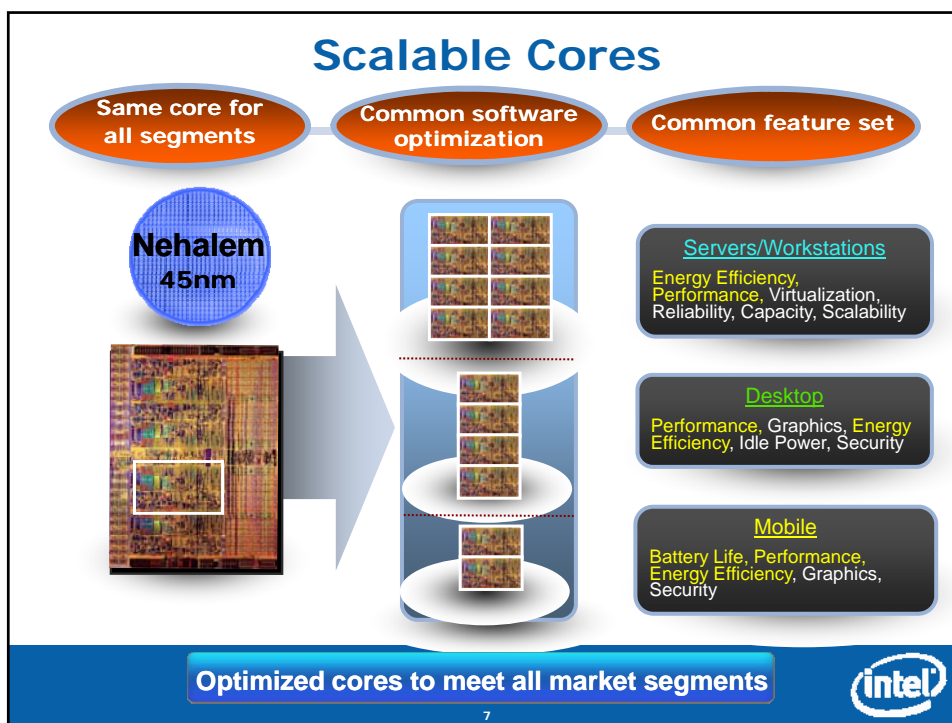 Scalable Cores
Same core for
all segments
Common software
optimization
Common feature set
Nehalem
45nm
Servers/Workstations
Energy Efficiency,
Performance, Virtualization,
Reliability, Capacity, Scalability
Desktop
Performance, Graphics, Energy
Efficiency, Idle Power, Security
Mobile
Battery Life, Performance,
Energy Efficiency, Graphics,
Security
Optimized cores to meet all market segments
7
intel